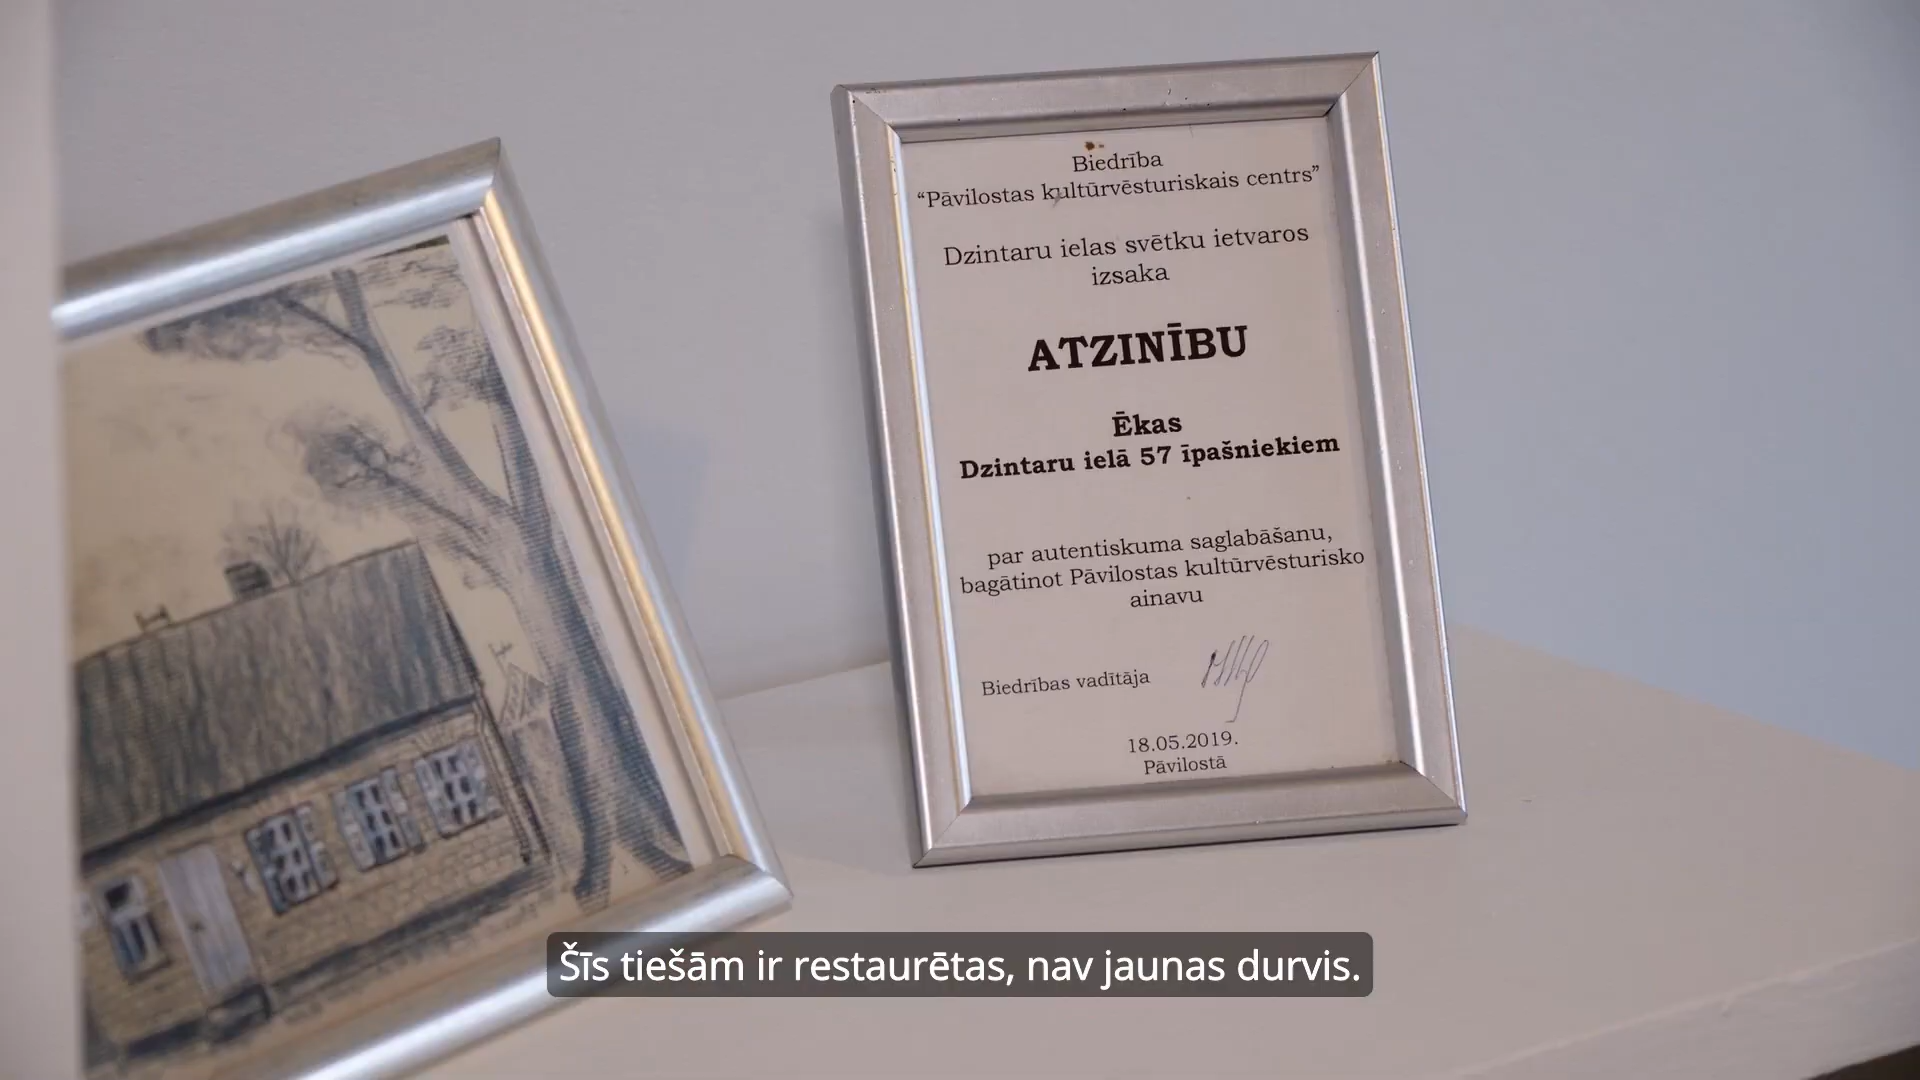 Biedrība
“Pāvilostas kultūrvēsturiskais centrs”
Dzintaru ielas svētku ietvaros
izsaka
ATZINĪBU
Ēkas
Dzintaru ielā 57 īpašniekiem
par autentiskuma saglabāšanu,
bagātinot Pāvilostas kultūrvēsturisko
ainavu
Biedrības vadītāja
18.05.2019.
Pāvilostā
Šīs tiešām ir restaurētas, nav jaunas durvis.